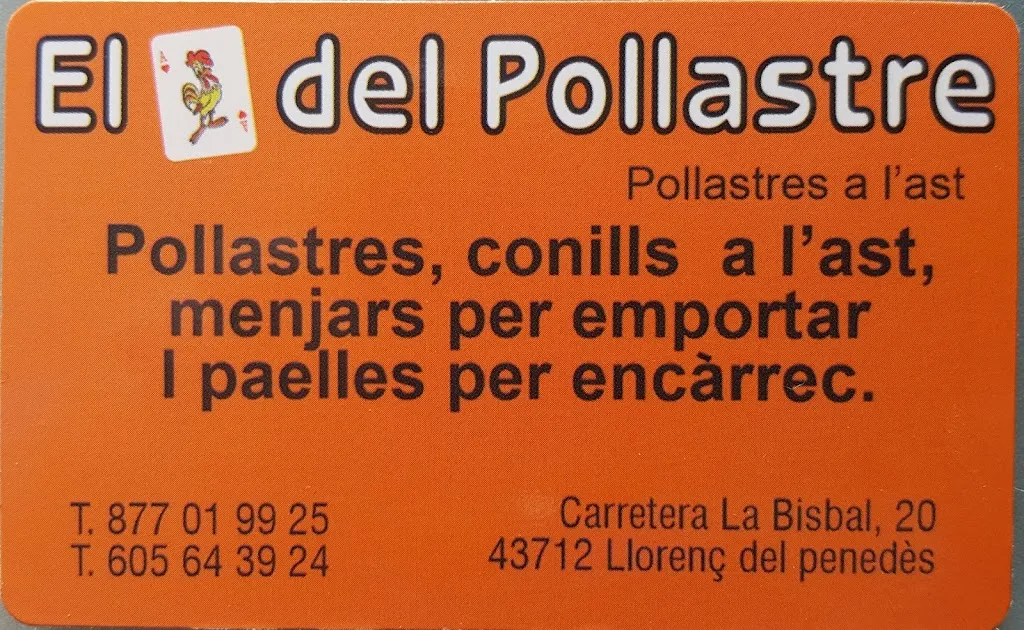 El del Pollastre
Pollastres a l'ast
Pollastres, conills a l'ast,
menjars per emportar
I paelles per encàrrec.
T. 877 01 99 25
T. 605 64 39 24
Carretera La Bisbal, 20
43712 Llorenç del penedès